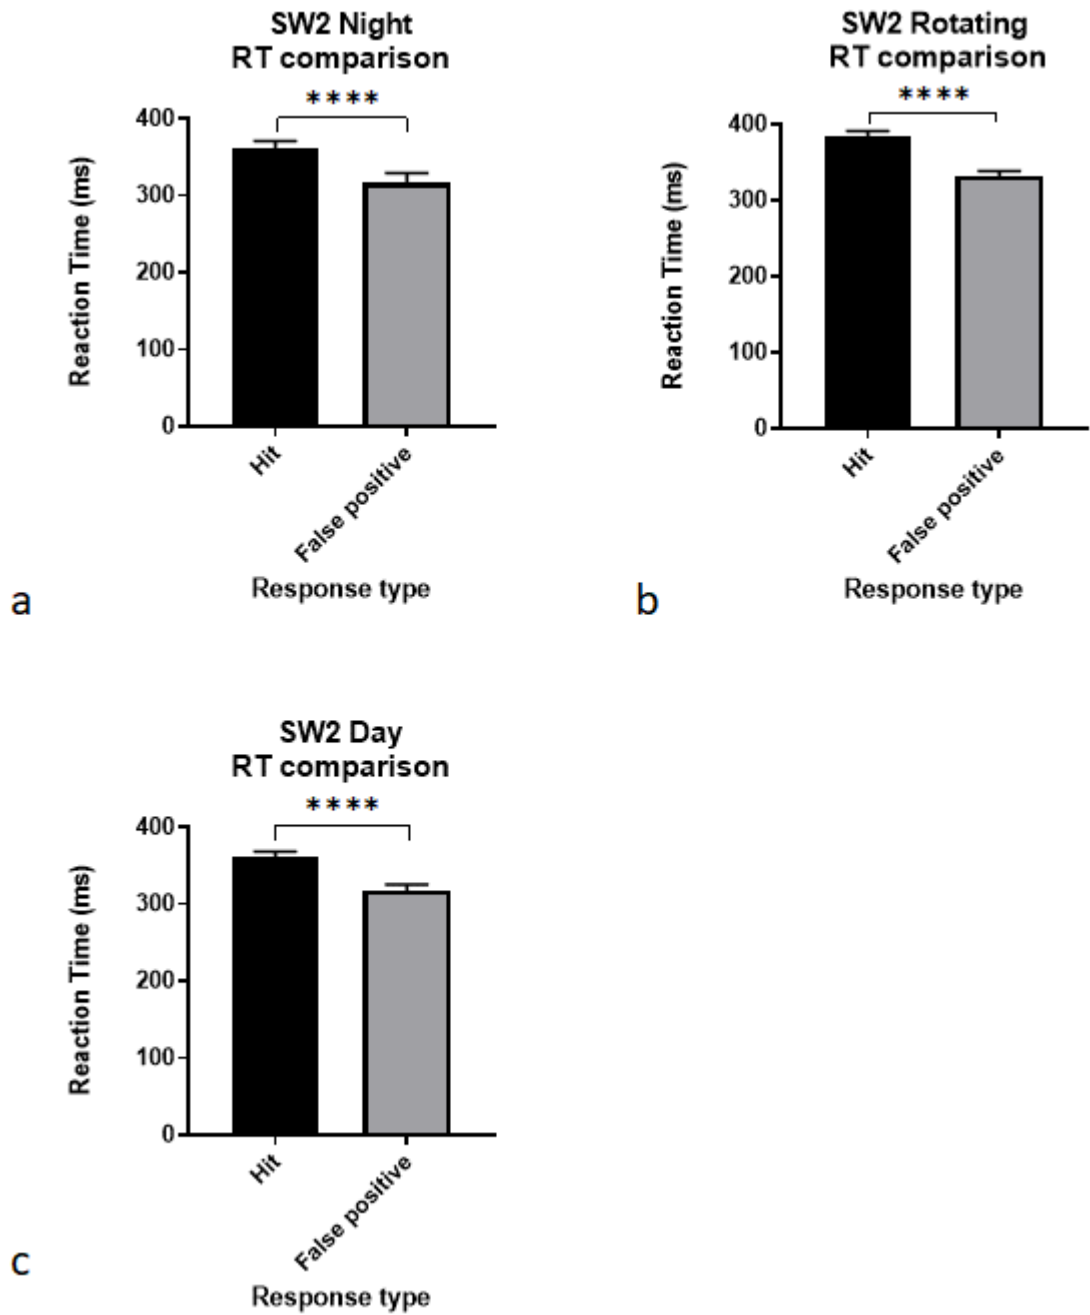 SW2 Night
RT comparison
****
400
300
200
100
0
Reaction Time (ms)
Hit
False positive
Response type
a
SW2 Rotating
RT comparison
****
400
300
200
100
0
Reaction Time (ms)
Hit
False positive
Response type
b
SW2 Day
RT comparison
****
400
300
200
100
0
Reaction Time (ms)
Hit
False positive
Response type
c